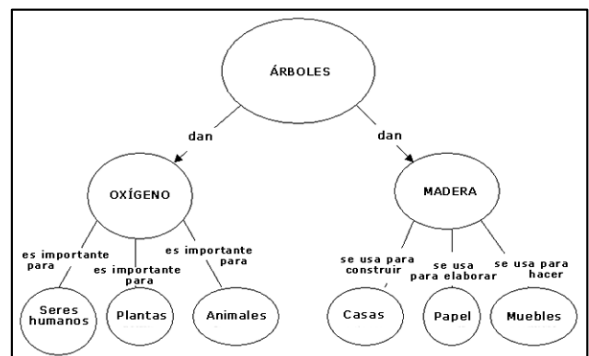 ÁRBOLES
dan
dan
OXÍGENO
MADERA
es importante
para
es importante
para
es importante
para
se usa para
construir
se usa
para elaborar
se usa para
hacer
Seres
humanos
Plantas
Animales
Casas
Papel
Muebles